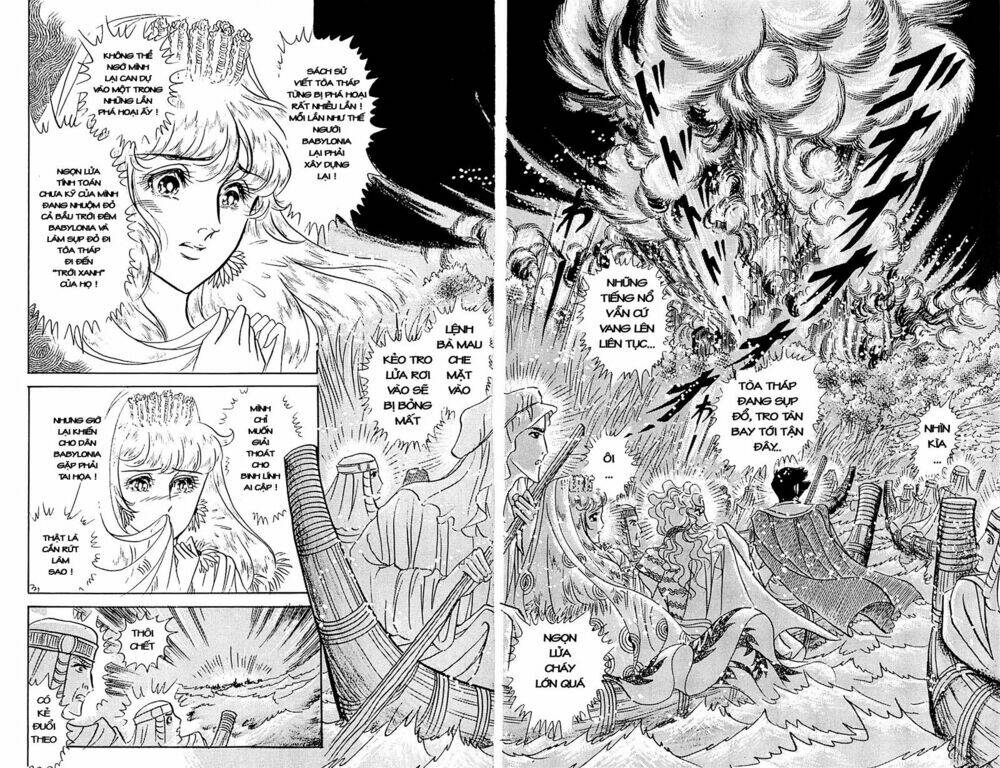 NHÌN
KÌA
...
TÒA THÁP
ĐANG SỤP
ĐỔ, TRO TÀN
BAY TỚI TẬN
ĐÂY...
NHỮNG
TIẾNG NỔ
VẪN CỨ
VANG LÊN
LIÊN TỤC...
ÔI
...
NGỌN
LỬA
CHÁY
LỚN QUÁ
LỆNH
BÀ MAU
CHE
MẶT VÀO
KẺO TRO
LỬA RƠI
VÀO SẼ
BỊ BỎNG
MẤT
SÁCH SỬ
VIẾT TÒA THÁP
TỪNG BỊ PHÁ HOẠI
RẤT NHIỀU LẦN !
MỖI LẦN NHƯ THẾ
NGƯỜI
BABYLONIA
LẠI PHẢI
XÂY DỰNG
LẠI !
KHÔNG THỂ
NGỜ MÌNH
LẠI CAN DỰ
VÀO MỘT TRONG
NHỮNG LẦN
PHÁ HOẠI ẤY !
NGỌN LỬA
TÍNH TOÁN
CHƯA KỸ CỦA MÌNH
ĐANG NHUỘM ĐỎ
CẢ BẦU TRỜI ĐÊM
BABYLONIA VÀ
LÀM SỤP ĐỔ ĐI
TÒA THÁP
ĐI ĐẾN
"TRỜI XANH"
CỦA HỌ !
MÌNH
CHỈ
MUỐN
GIẢI
THOÁT
CHO
BINH LÍNH
AI CẬP !
NHƯNG GIỜ
LẠI KHIẾN
CHO DÂN
BABYLONIA
GẶP PHẢI
TAI HỌA !
THẬT LÀ
CẮN RỨT
LÀM
SAO !
THÔI
CHẾT
CÓ
KẺ
ĐUỔI
THEO